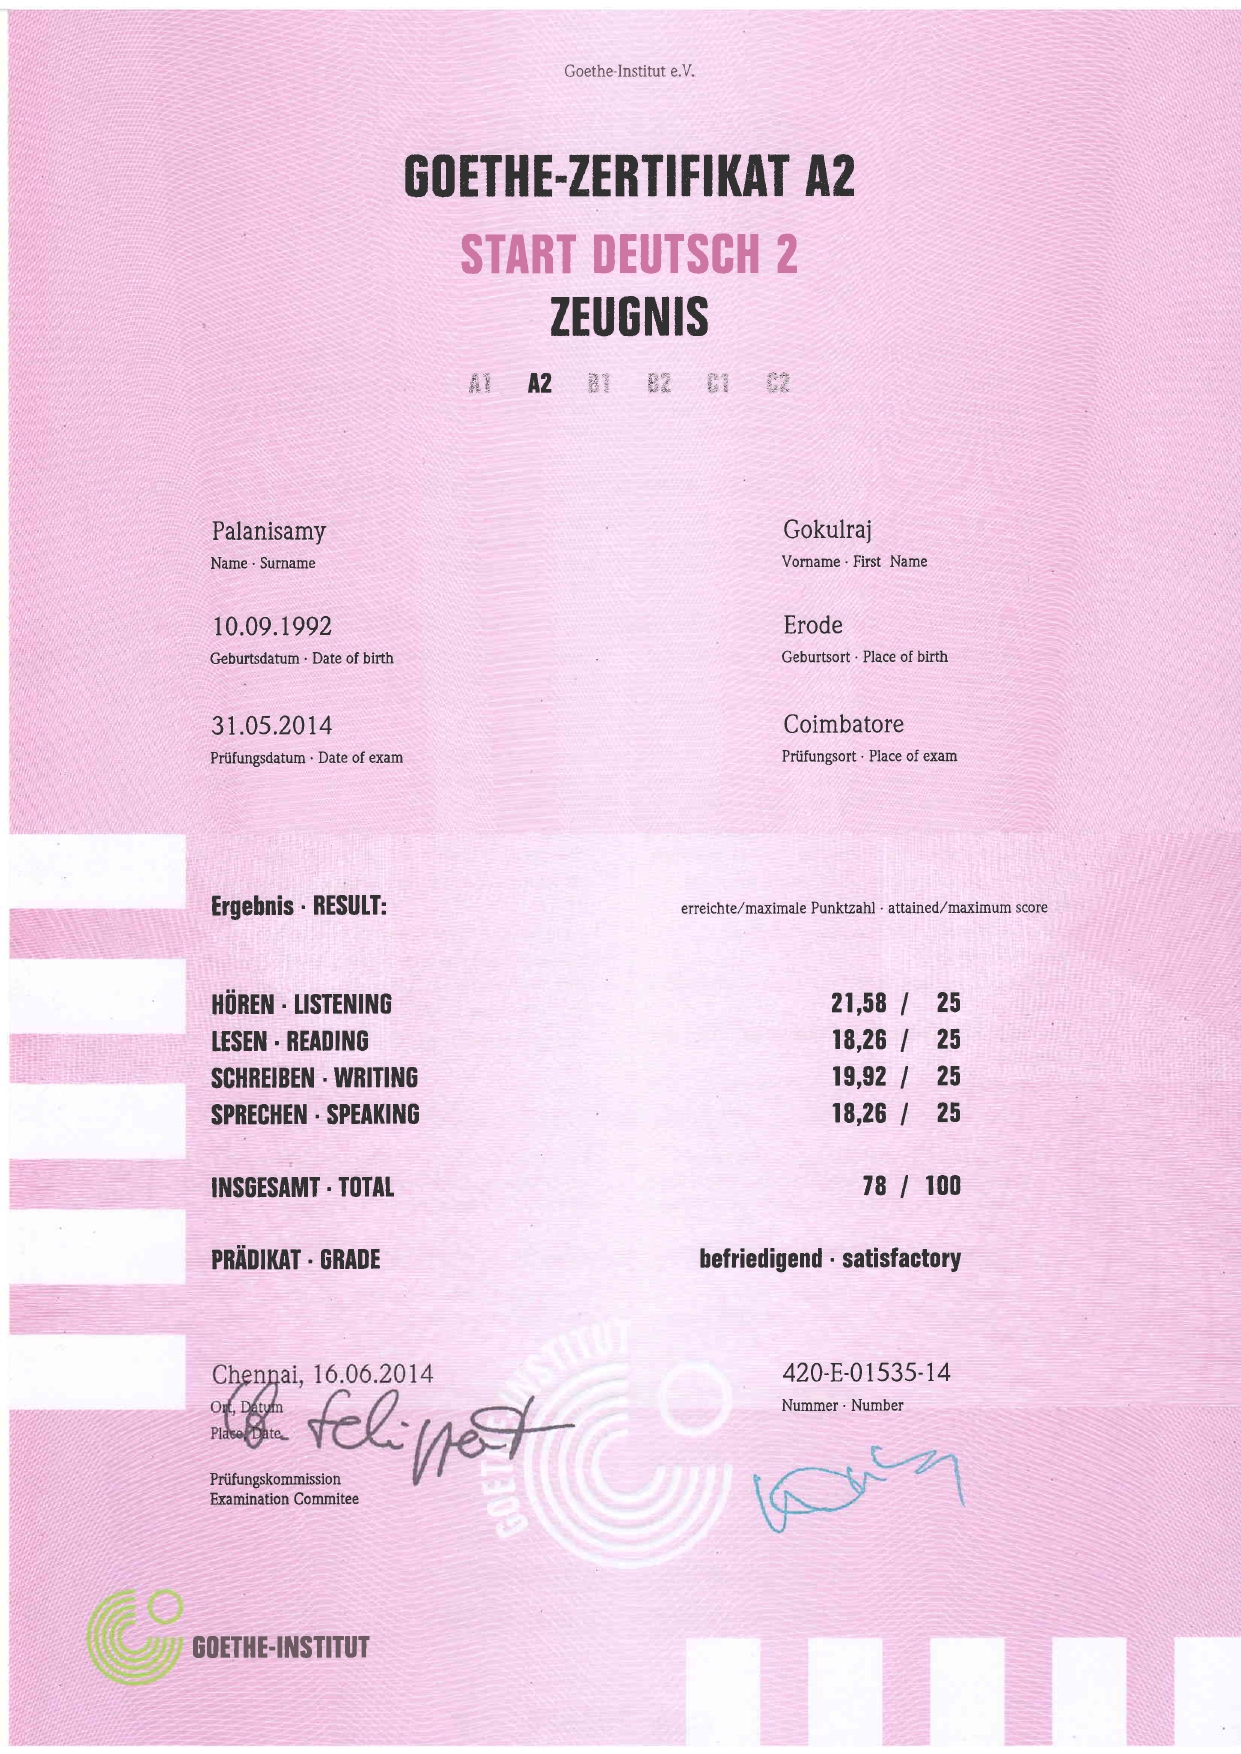 Goethe-Institut e.V.
GOETHE-ZERTIFIKAT A2
START DEUTSCH 2
ZEUGNIS
A1 A2 B1 B2 C1 C2
Palanisamy Gokulraj
Name · Surname Vorname · First Name
10.09.1992 Erode
Geburtsdatum · Date of birth Geburtsort · Place of birth
31.05.2014 Coimbatore
Prüfungsdatum · Date of exam Prüfungsort · Place of exam
Ergebnis · RESULT: erreichte/maximale Punktzahl · attained/maximum score
HÖREN · LISTENING 21,58 / 25
LESEN · READING 18,26 / 25
SCHREIBEN · WRITING 19,92 / 25
SPRECHEN · SPEAKING 18,26 / 25
INSGESAMT · TOTAL 78 / 100
PRÄDIKAT · GRADE befriedigend · satisfactory
Chennai, 16.06.2014 420-E-01535-14
Ort, Datum Nummer · Number
Place, Date
Prüfungskommission
Examination Commitee
GOETHE-INSTITUT
GOETHE-INSTITUT